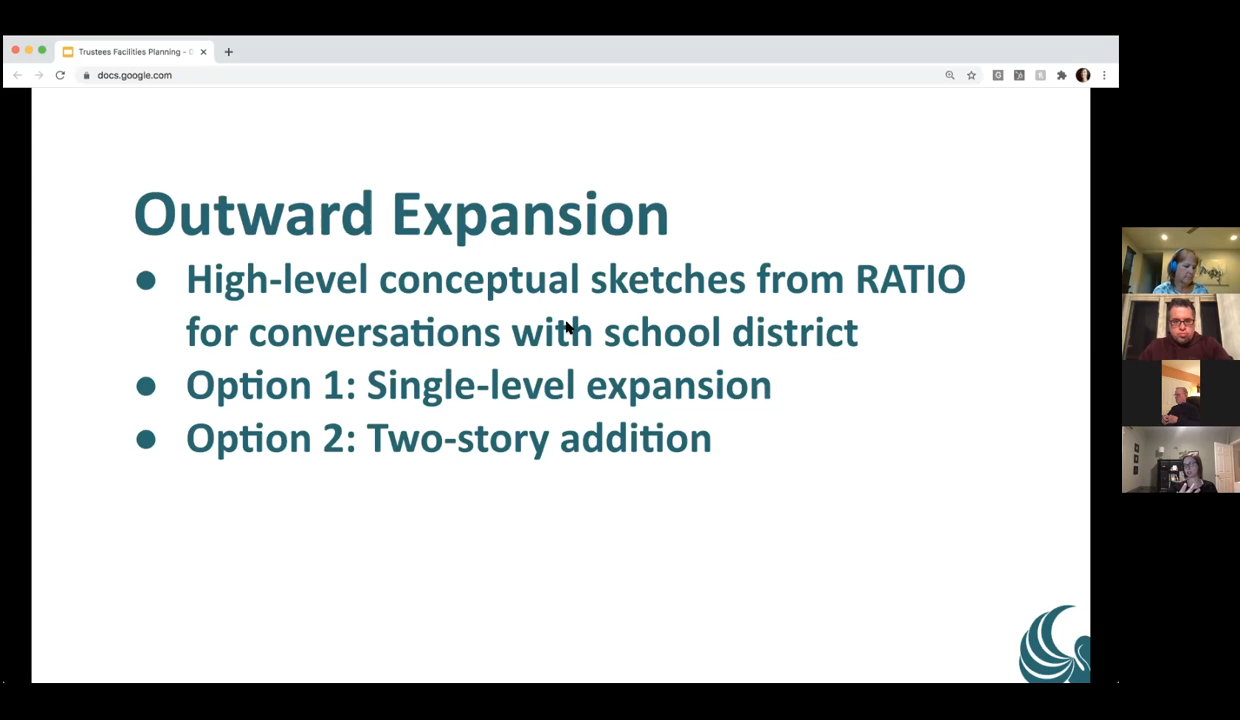 Trustees Facilities Planning -
docs.google.com
Outward Expansion
● High-level conceptual sketches from RATIO
for conversations with school district
● Option 1: Single-level expansion
● Option 2: Two-story addition